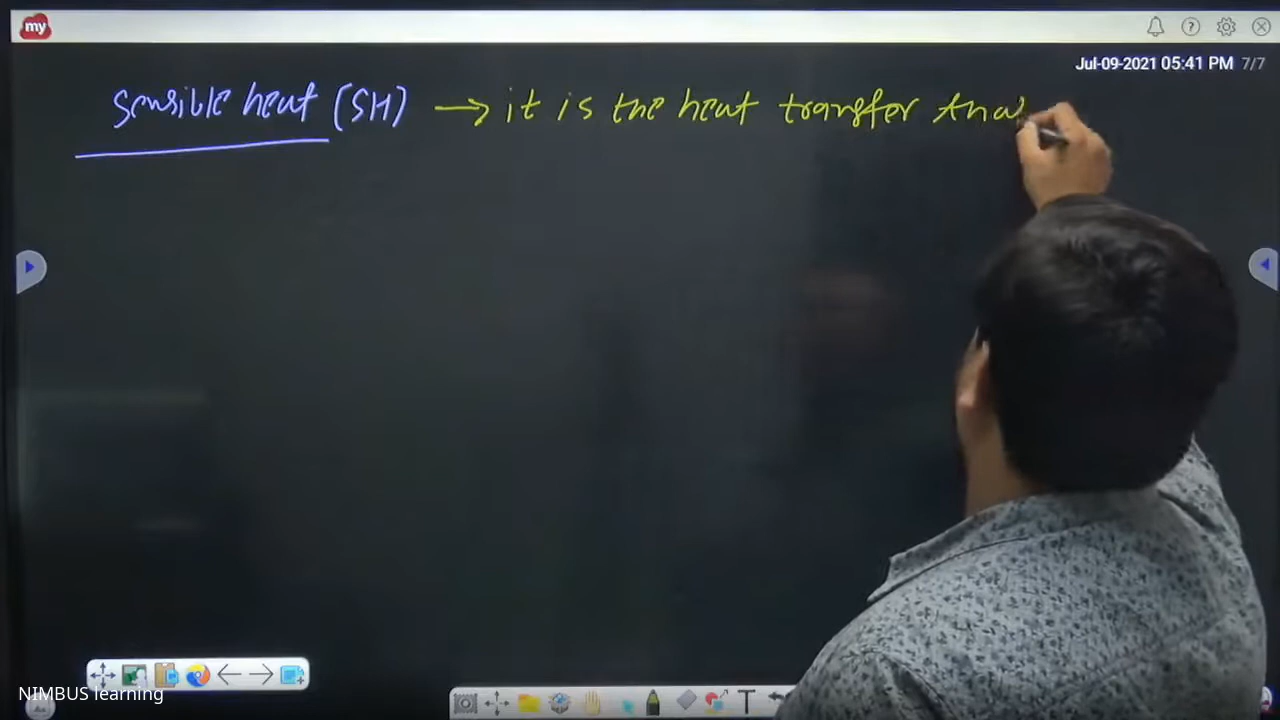 my
Jul-09-2021 05:41 PM 7/7
Sensible heat (SH) → it is the heat transfer that
NIMBUS learning
T